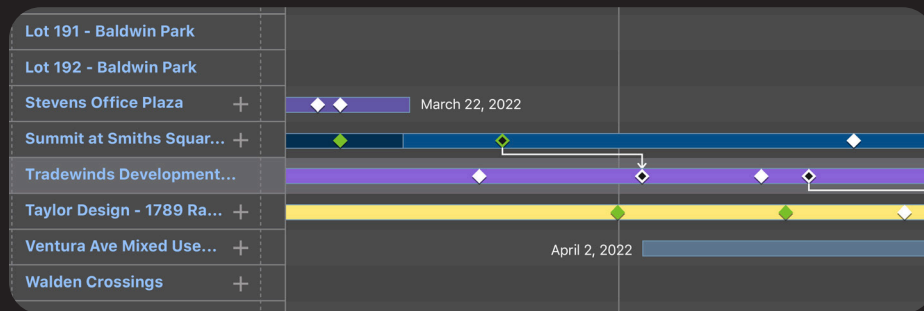 Lot 191 - Baldwin Park
Lot 192 - Baldwin Park
Stevens Office Plaza
March 22, 2022
Summit at Smiths Squar...
Tradewinds Development...
Taylor Design - 1789 Ra...
Ventura Ave Mixed Use...
April 2, 2022
Walden Crossings